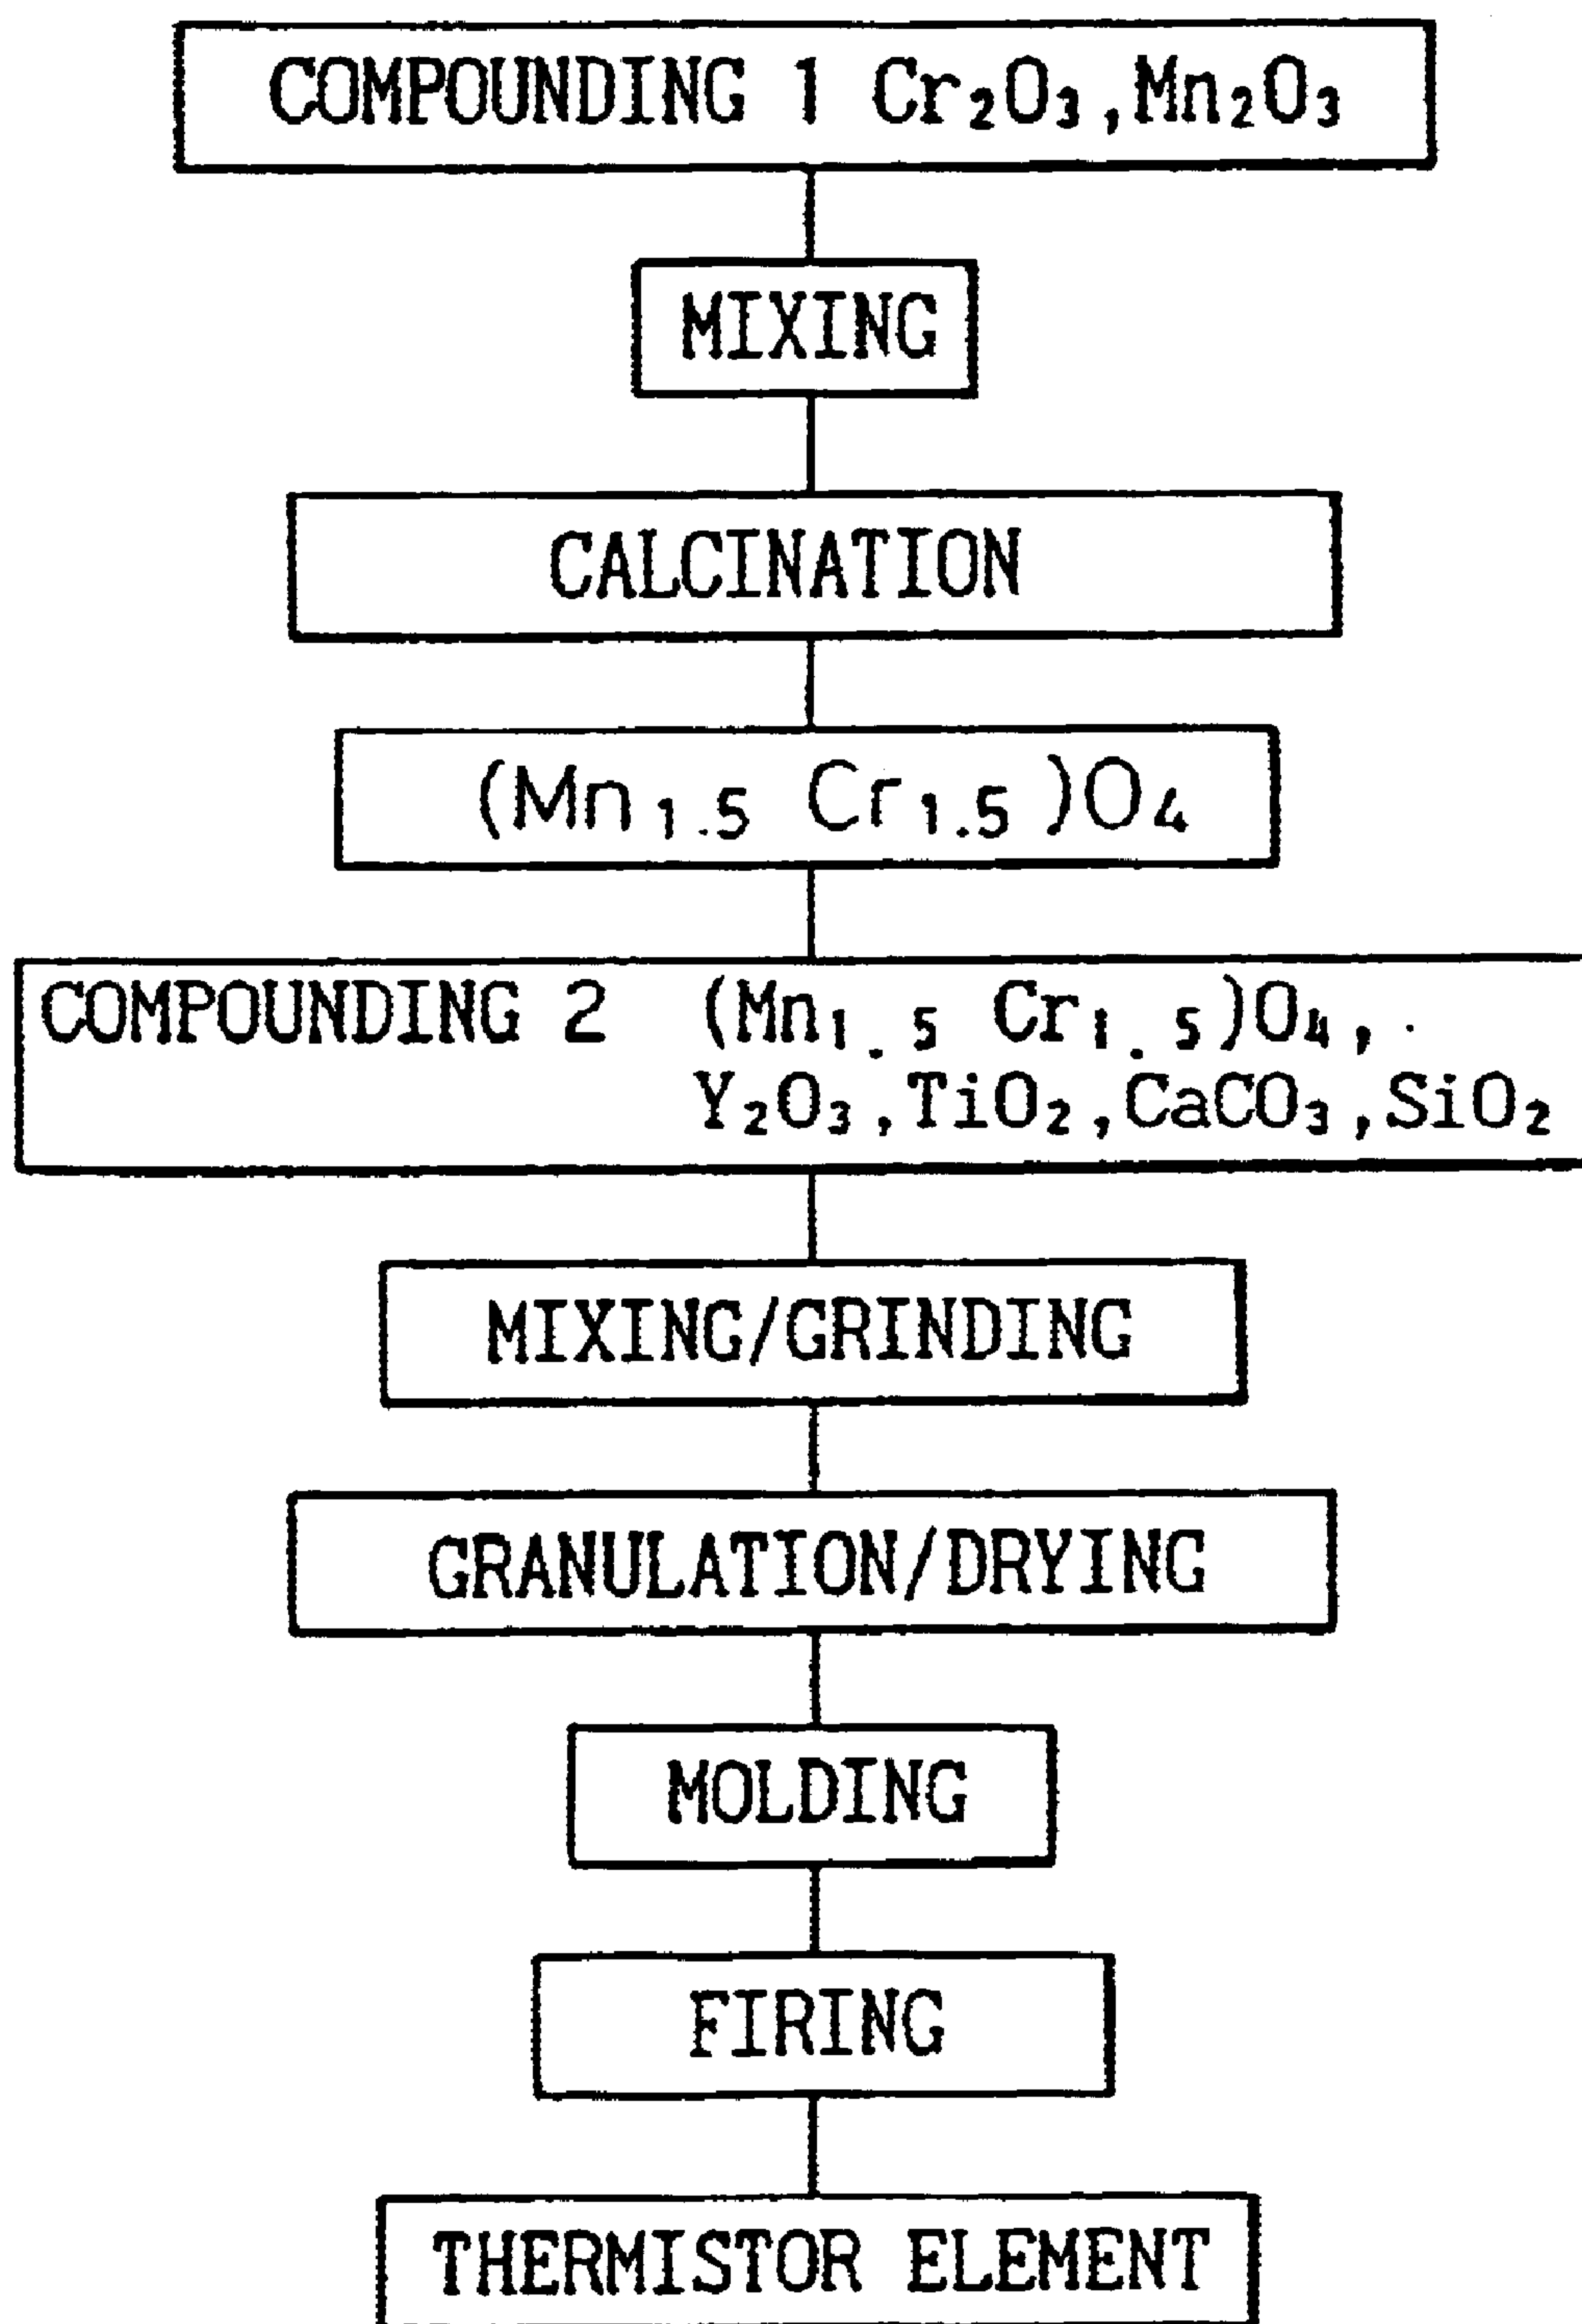 COMPOUNDING 1 Cr₂O₃,Mn₂O₃
MIXING
CALCINATION
(Mn₁.₅ Cr₁.₅)O₄
COMPOUNDING 2 (Mn₁.₅ Cr₁.₅)O₄,
Y₂O₃,TiO₂,CaCO₃,SiO₂
MIXING/GRINDING
GRANULATION/DRYING
MOLDING
FIRING
THERMISTOR ELEMENT